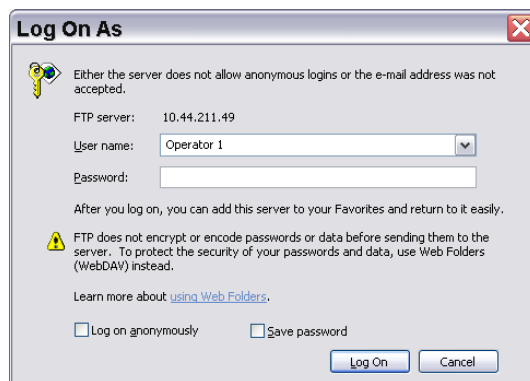 Log On As
Either the server does not allow anonymous logins or the e-mail address was not
accepted.
FTP server: 10.44.211.49
User name: Operator 1
Password:
After you log on, you can add this server to your Favorites and return to it easily.
FTP does not encrypt or encode passwords or data before sending them to the
server. To protect the security of your passwords and data, use Web Folders
(WebDAV) instead.
Learn more about using Web Folders.
Log on anonymously Save password
Log On Cancel